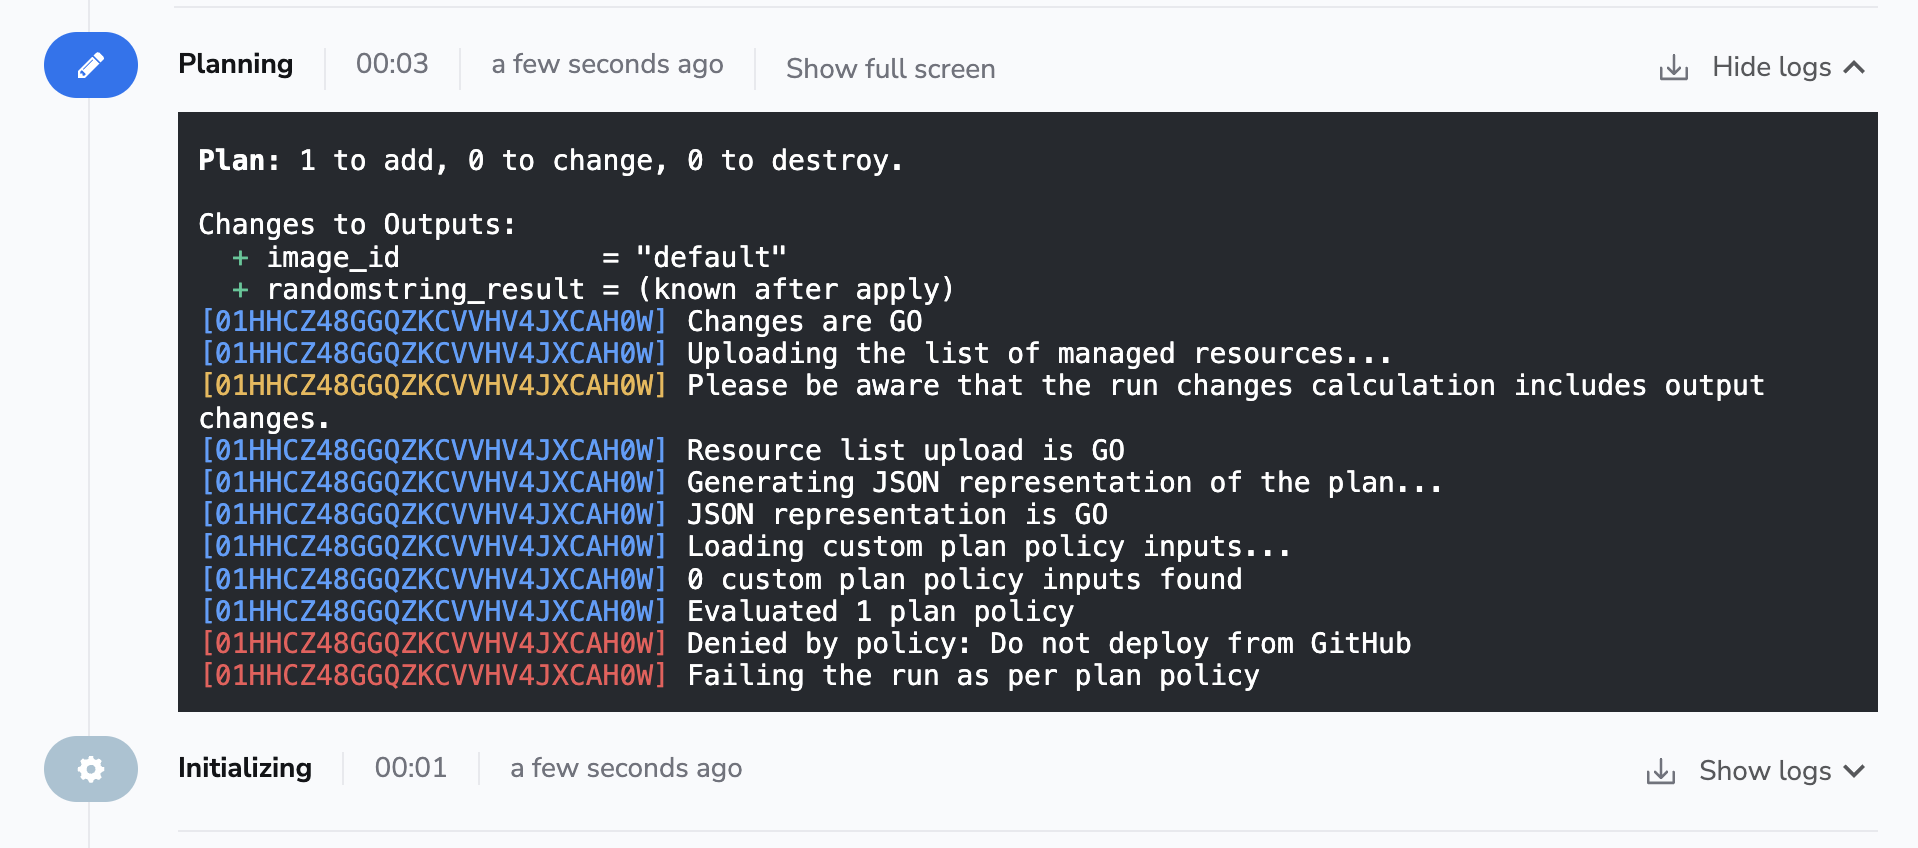 Planning 00:03 a few seconds ago Show full screen Hide logs
Plan: 1 to add, 0 to change, 0 to destroy.
Changes to Outputs:
+ image_id = "default"
+ randomstring_result = (known after apply)
[01HHCZ48GGQZKCVVHV4JXCAH0W] Changes are GO
[01HHCZ48GGQZKCVVHV4JXCAH0W] Uploading the list of managed resources...
[01HHCZ48GGQZKCVVHV4JXCAH0W] Please be aware that the run changes calculation includes output
changes.
[01HHCZ48GGQZKCVVHV4JXCAH0W] Resource list upload is GO
[01HHCZ48GGQZKCVVHV4JXCAH0W] Generating JSON representation of the plan...
[01HHCZ48GGQZKCVVHV4JXCAH0W] JSON representation is GO
[01HHCZ48GGQZKCVVHV4JXCAH0W] Loading custom plan policy inputs...
[01HHCZ48GGQZKCVVHV4JXCAH0W] 0 custom plan policy inputs found
[01HHCZ48GGQZKCVVHV4JXCAH0W] Evaluated 1 plan policy
[01HHCZ48GGQZKCVVHV4JXCAH0W] Denied by policy: Do not deploy from GitHub
[01HHCZ48GGQZKCVVHV4JXCAH0W] Failing the run as per plan policy
Initializing 00:01 a few seconds ago Show logs